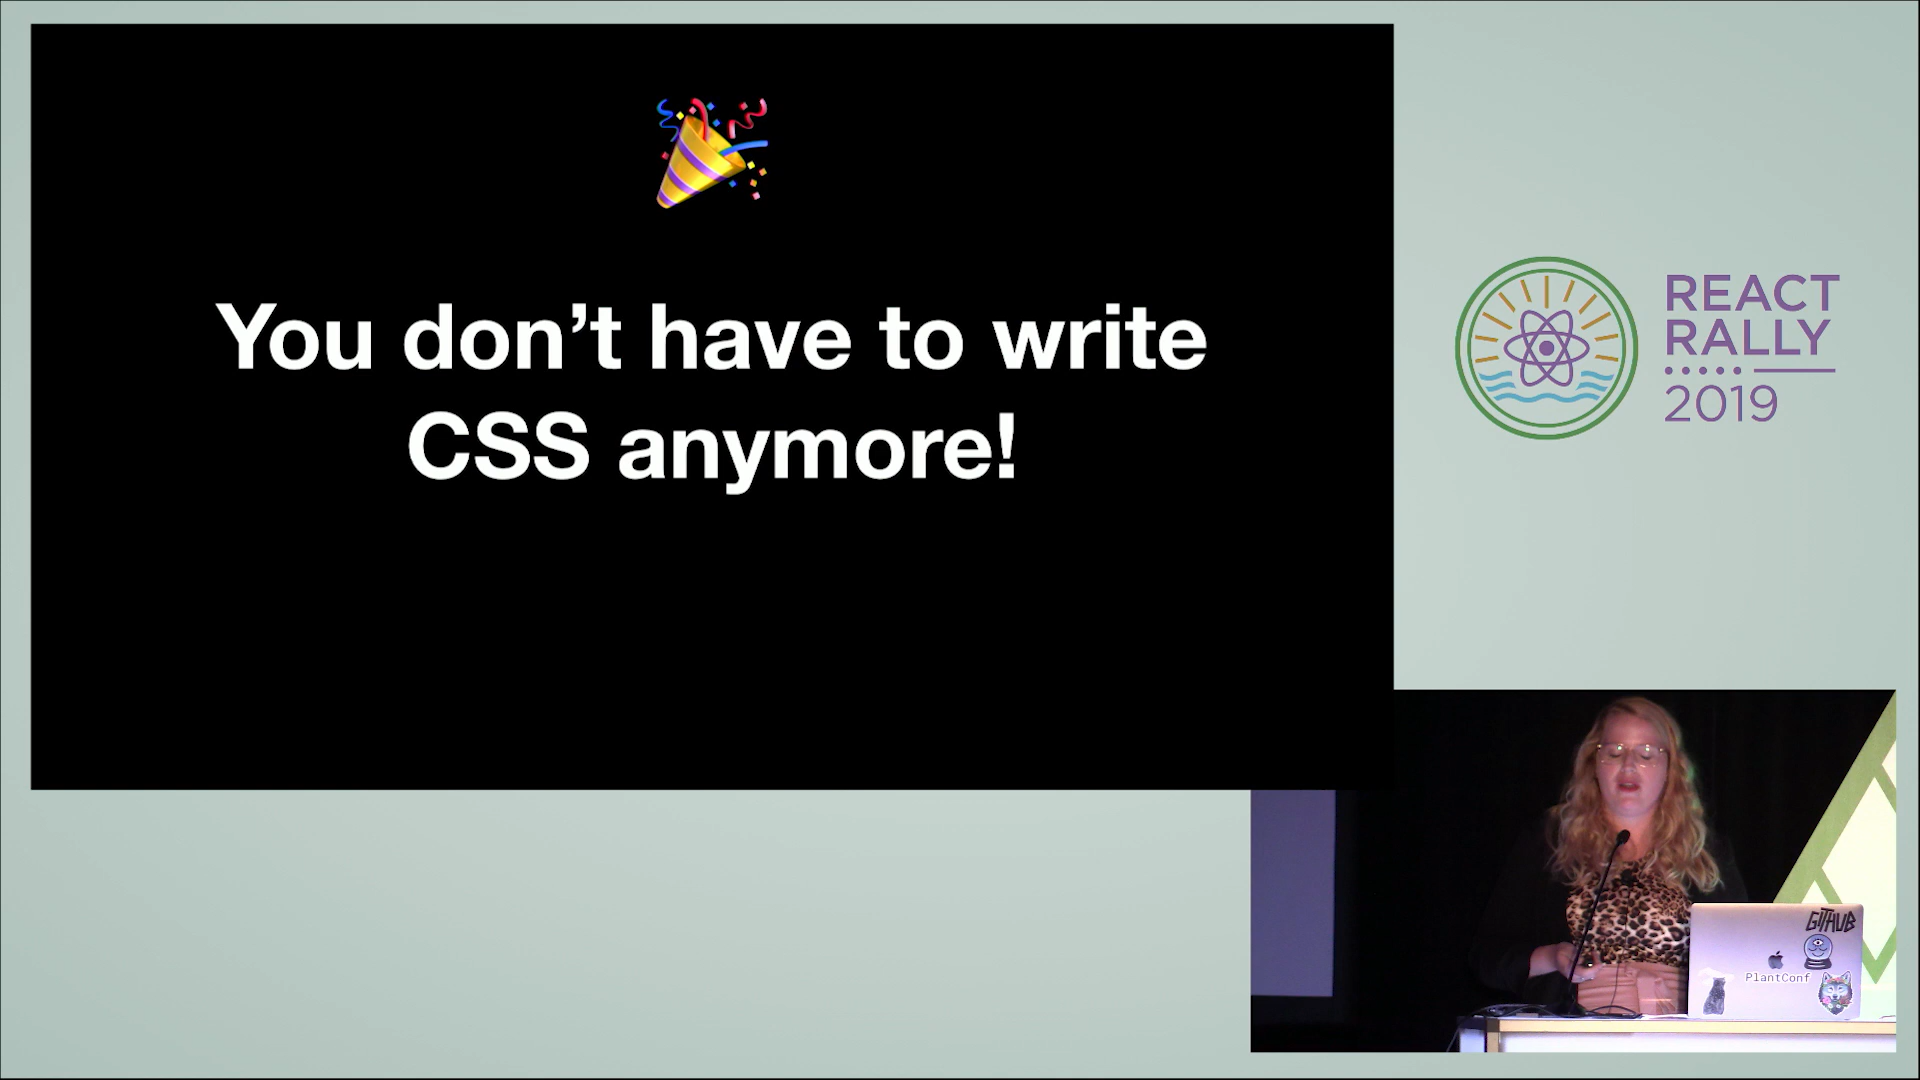 You don’t have to write
CSS anymore!
REACT
RALLY
2019
GITHUB
PlantConf